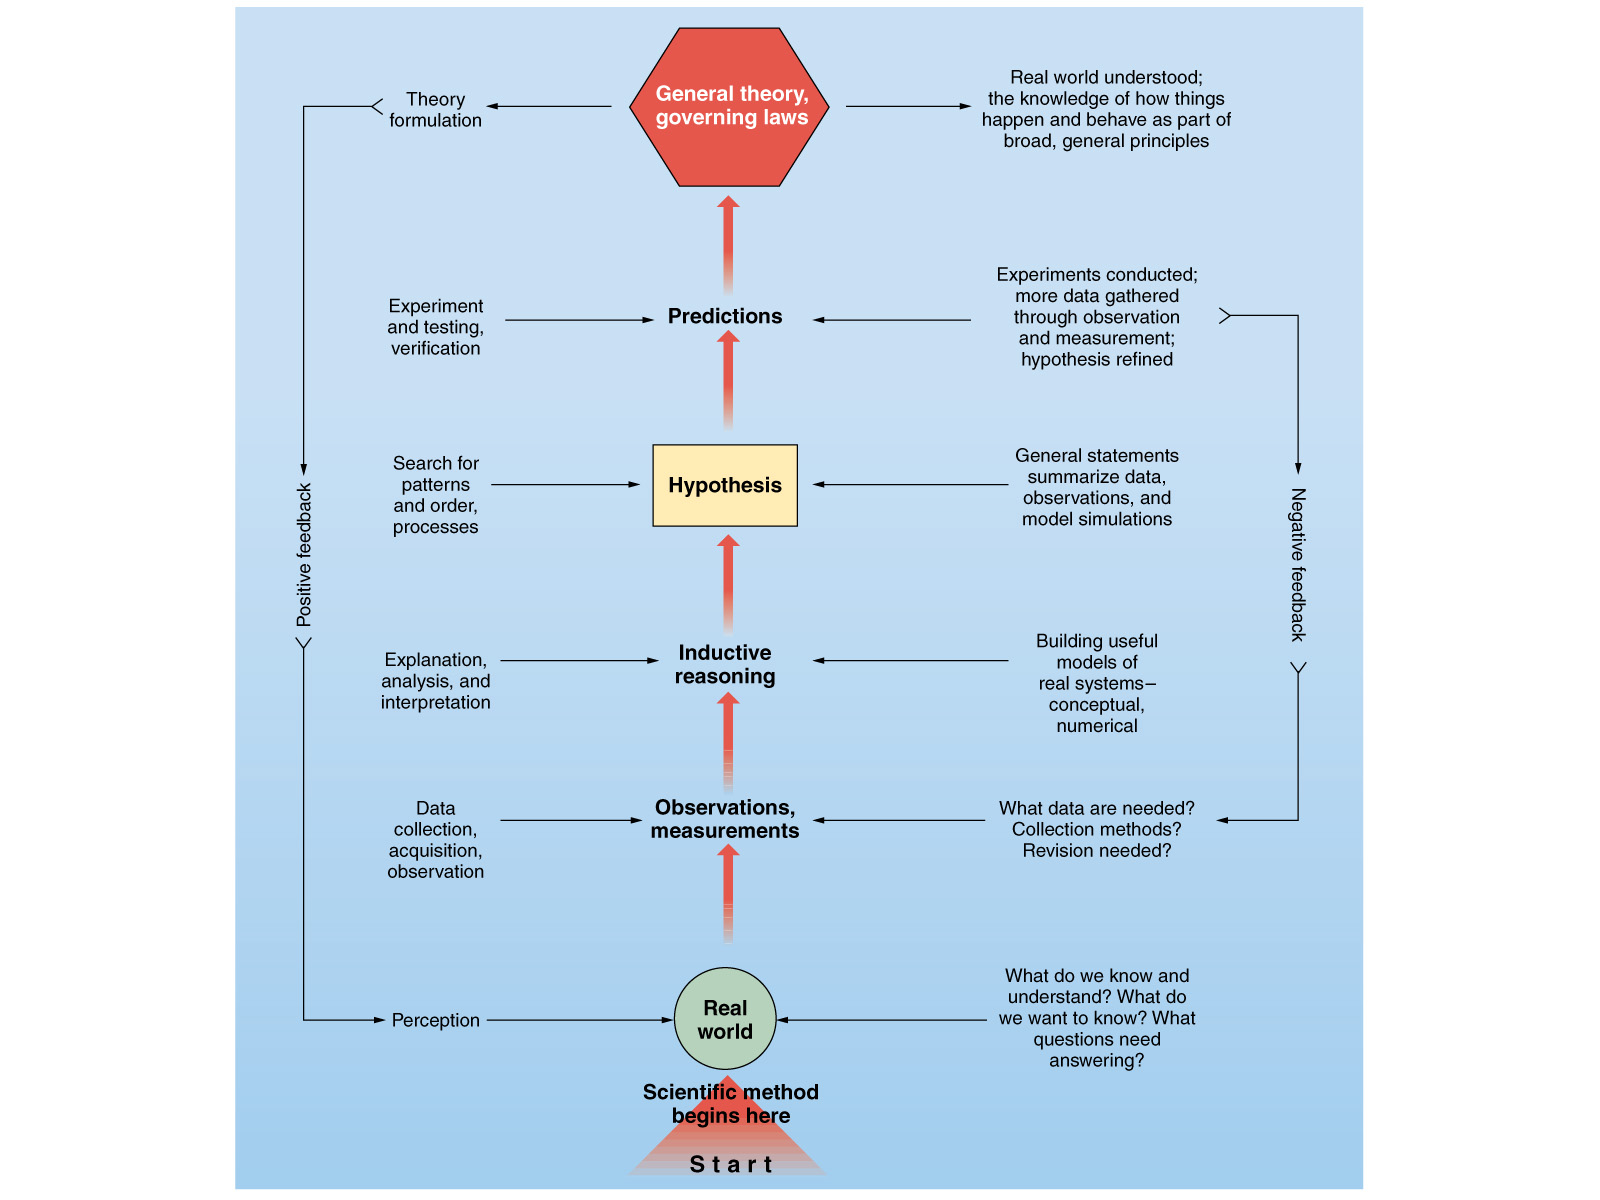 General theory,
governing laws
Theory
formulation
Real world understood;
the knowledge of how things
happen and behave as part of
broad, general principles
Experiment
and testing,
verification
Predictions
Experiments conducted;
more data gathered
through observation
and measurement;
hypothesis refined
Search for
patterns
and order,
processes
Hypothesis
General statements
summarize data,
observations, and
model simulations
Positive feedback
Negative feedback
Explanation,
analysis, and
interpretation
Inductive
reasoning
Building useful
models of
real systems–
conceptual,
numerical
Data
collection,
acquisition,
observation
Observations,
measurements
What data are needed?
Collection methods?
Revision needed?
Perception
Real
world
What do we know and
understand? What do
we want to know? What
questions need
answering?
Scientific method
begins here
Start